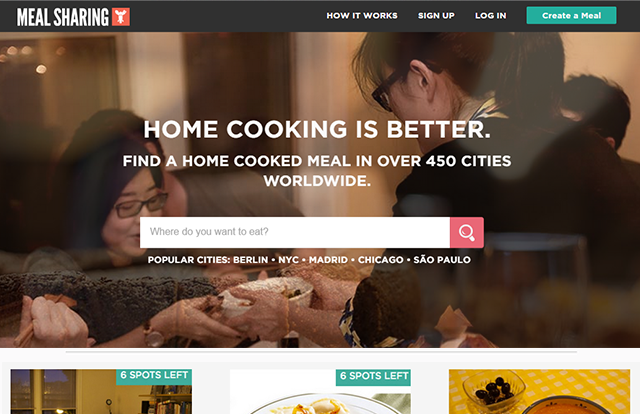 MEAL SHARING
HOW IT WORKS
SIGN UP
LOG IN
Create a Meal
HOME COOKING IS BETTER.
FIND A HOME COOKED MEAL IN OVER 450 CITIES
WORLDWIDE.
Where do you want to eat?
POPULAR CITIES: BERLIN • NYC • MADRID • CHICAGO • SÃO PAULO
6 SPOTS LEFT
6 SPOTS LEFT